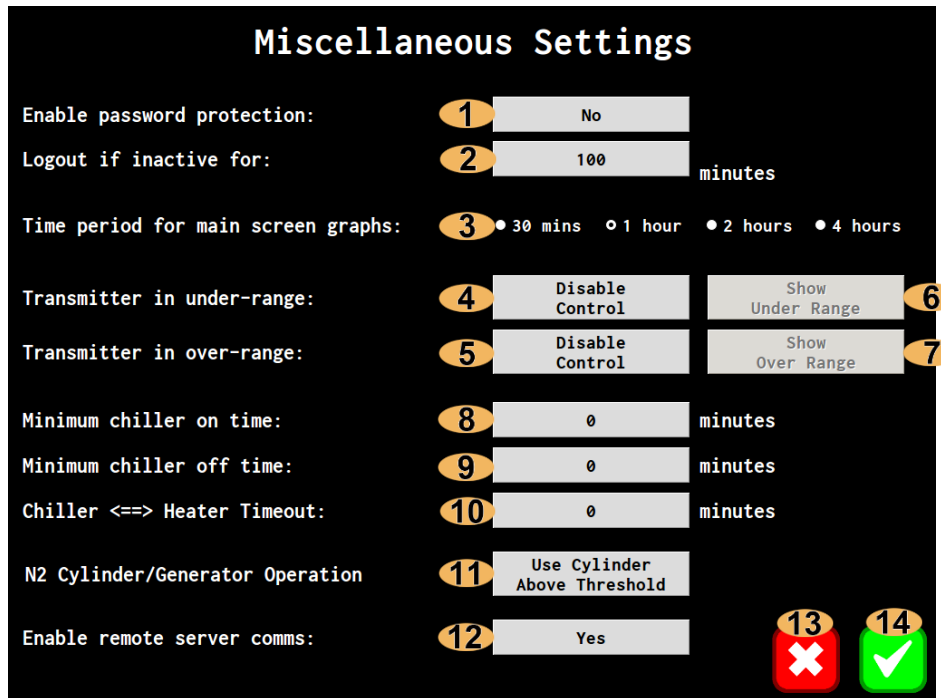 Miscellaneous Settings
Enable password protection: 1 No
Logout if inactive for: 2 100 minutes
Time period for main screen graphs: 3 30 mins 1 hour 2 hours 4 hours
Transmitter in under-range: 4 Disable Control Show Under Range 6
Transmitter in over-range: 5 Disable Control Show Over Range 7
Minimum chiller on time: 8 0 minutes
Minimum chiller off time: 9 0 minutes
Chiller <==> Heater Timeout: 10 0 minutes
N2 Cylinder/Generator Operation 11 Use Cylinder Above Threshold
Enable remote server comms: 12 Yes
13 14